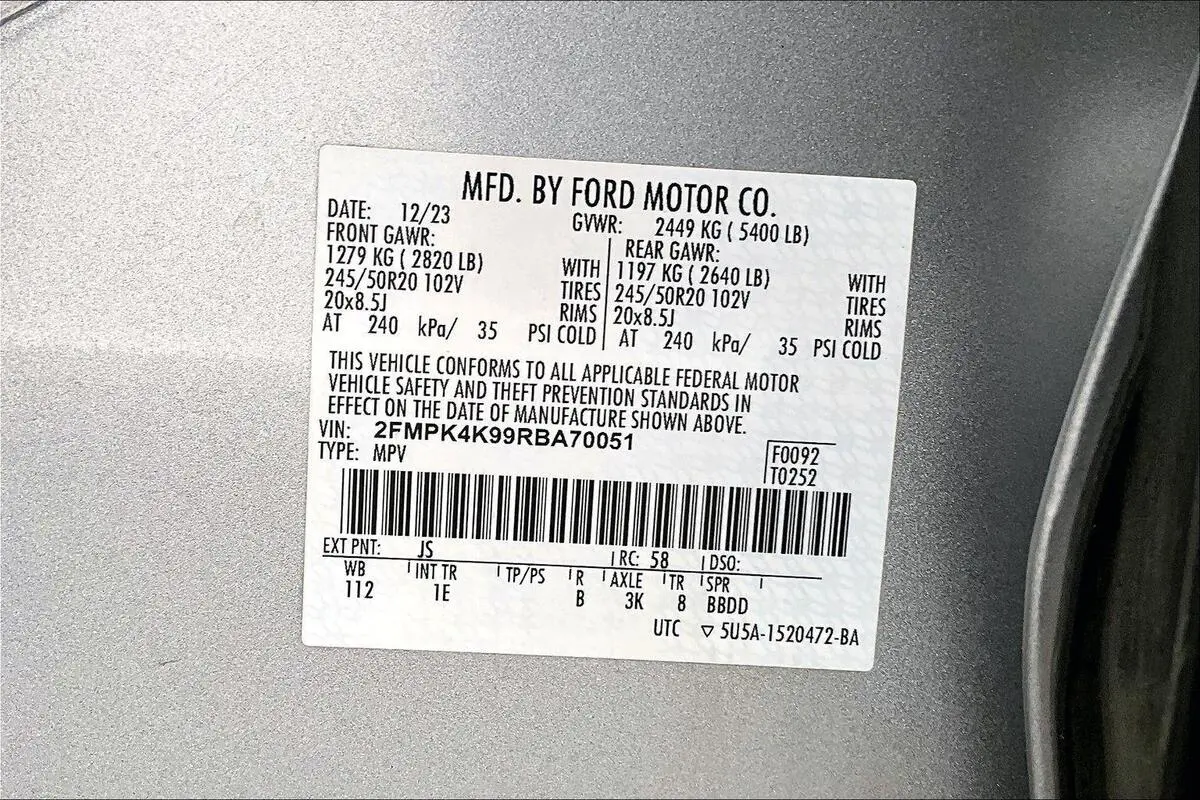 MFD. BY FORD MOTOR CO.
DATE: 12/23 GVWR: 2449 KG ( 5400 LB)
FRONT GAWR: REAR GAWR:
1279 KG ( 2820 LB) WITH 1197 KG ( 2640 LB) WITH
245/50R20 102V TIRES 245/50R20 102V TIRES
20x8.5J RIMS 20x8.5J RIMS
AT 240 kPa/ 35 PSI COLD AT 240 kPa/ 35 PSI COLD
THIS VEHICLE CONFORMS TO ALL APPLICABLE FEDERAL MOTOR
VEHICLE SAFETY AND THEFT PREVENTION STANDARDS IN
EFFECT ON THE DATE OF MANUFACTURE SHOWN ABOVE.
VIN: 2FMPK4K99RBA70051 F0092
TYPE: MPV T0252
EXT PNT: JS RC: 58 DSO:
WB INT TR TP/PS R AXLE TR SPR
112 1E B 3K 8 BBDD
UTC ▽ 5U5A-1520472-BA